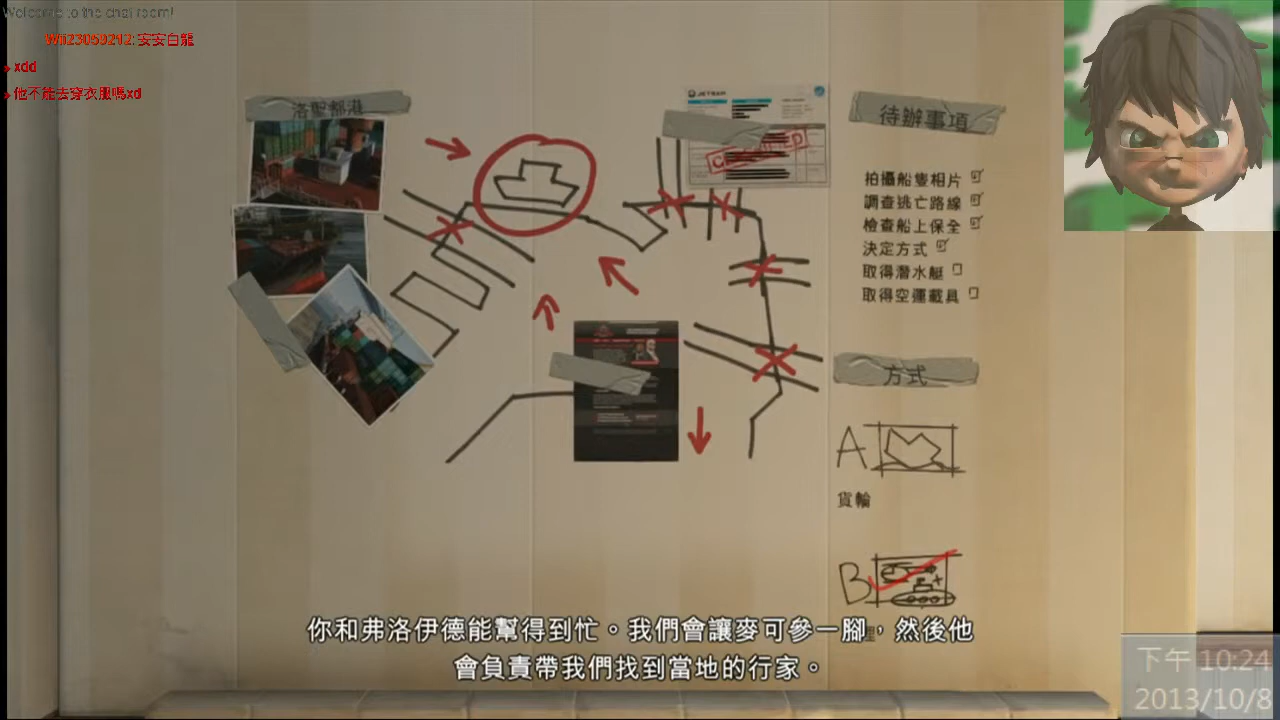 Welcome to the chat room!
Wii23059212: 安安白龍
xdd
他不能去穿衣服嗎xd
洛聖都港
JETSAM
待辦事項
拍攝船隻相片
調查逃亡路線
檢查船上保全
決定方式
取得潛水艇
取得空運載具
方式
A
貨輪
B
你和弗洛伊德能幫得到忙。我們會讓麥可參一腳，然後他
會負責帶我們找到當地的行家。
下午 10:24
2013/10/8